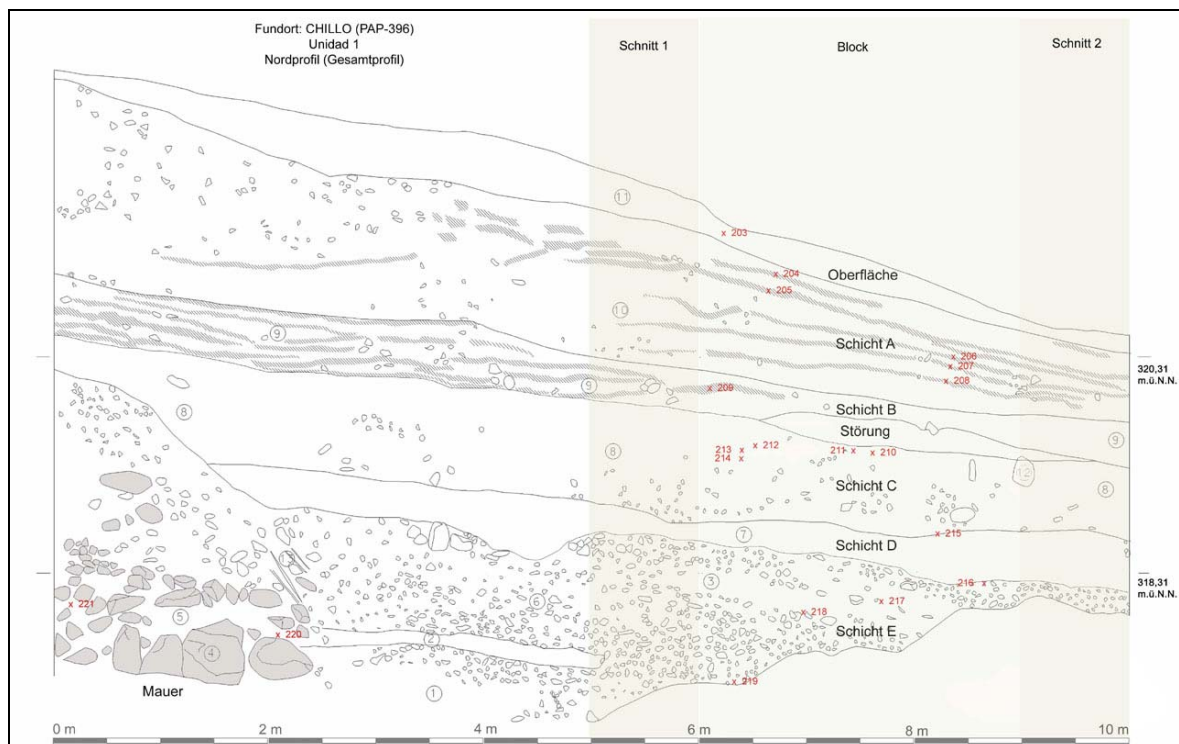 Fundort: CHILLO (PAP-396)
Unidad 1
Nordprofil (Gesamtprofil)
Schnitt 1
Block
Schnitt 2
11
x 203
x 204
Oberfläche
x 205
10
9
Schicht A
x 206
x 207
x 208
320,31
m.ü.N.N.
9
x 209
Schicht B
8
Störung
9
x 212
213 x
214 x
211 x
x 210
8
12
8
Schicht C
7
x 215
Schicht D
3
216 x
318,31
m.ü.N.N.
x 221
6
x 217
5
x 218
x 220
Schicht E
4
x 219
Mauer
1
0 m
2 m
4 m
6 m
8 m
10 m